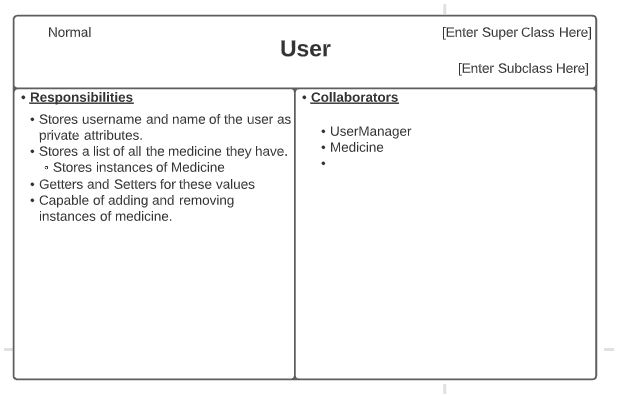 Normal
[Enter Super Class Here]
User
[Enter Subclass Here]
• Responsibilities
• Stores username and name of the user as
private attributes.
• Stores a list of all the medicine they have.
∘ Stores instances of Medicine
• Getters and Setters for these values
• Capable of adding and removing
instances of medicine.
• Collaborators
• UserManager
• Medicine
•